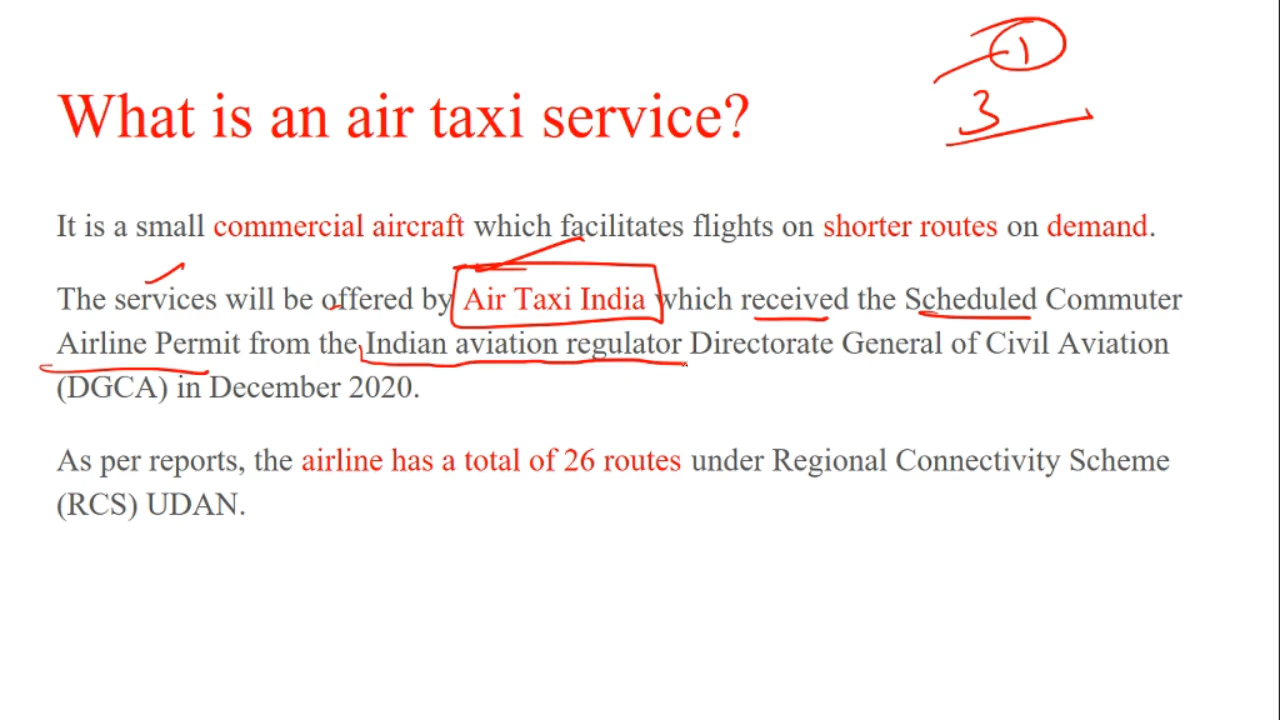 1
3
What is an air taxi service?
It is a small commercial aircraft which facilitates flights on shorter routes on demand.
The services will be offered by Air Taxi India which received the Scheduled Commuter
Airline Permit from the Indian aviation regulator Directorate General of Civil Aviation
(DGCA) in December 2020.
As per reports, the airline has a total of 26 routes under Regional Connectivity Scheme
(RCS) UDAN.